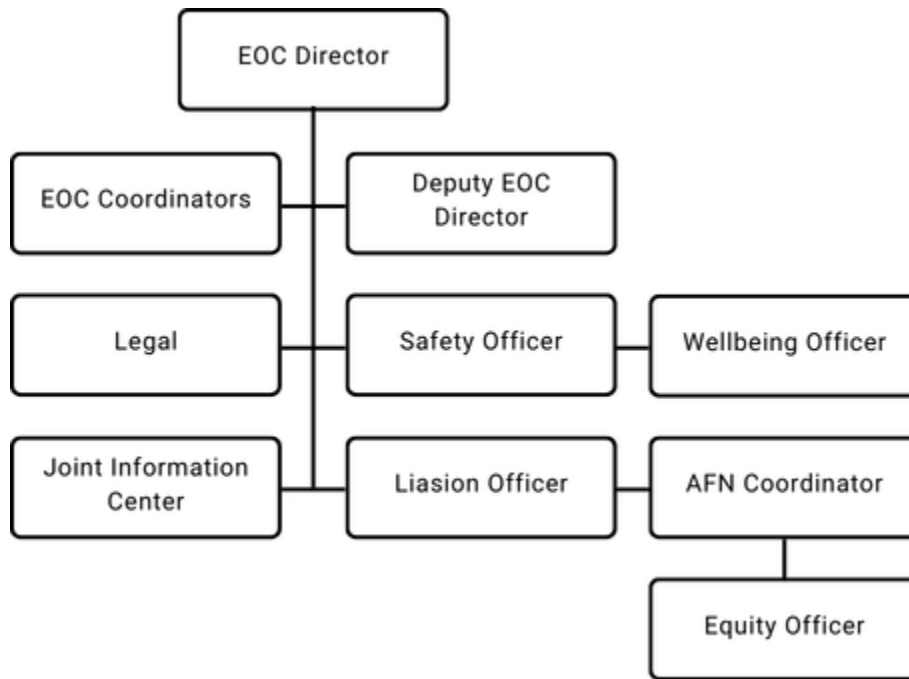 EOC Director
EOC Coordinators
Deputy EOC
Director
Legal
Safety Officer
Wellbeing Officer
Joint Information
Center
Liasion Officer
AFN Coordinator
Equity Officer